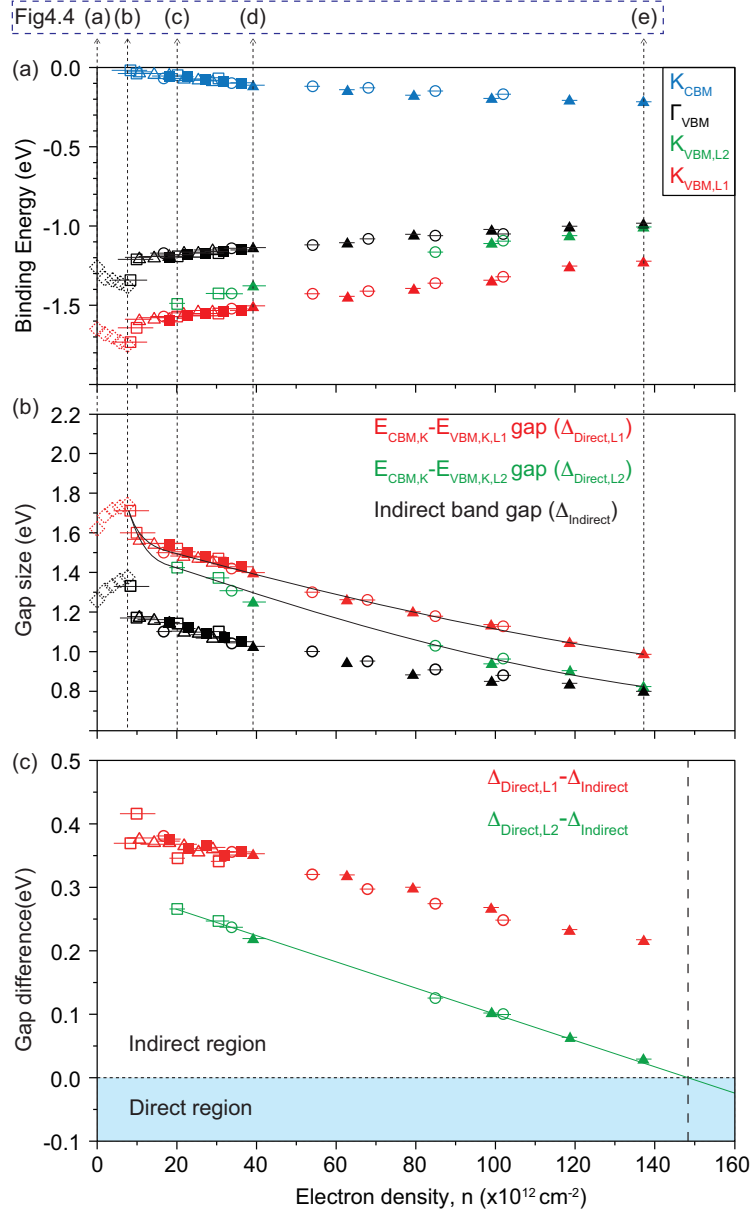 Fig4.4 (a) (b) (c) (d) (e)
(a)
0.0
-0.5
-1.0
-1.5
Binding Energy (eV)
K_CBM
Γ_VBM
K_VBM,L2
K_VBM,L1
(b)
2.2
2.0
1.8
1.6
1.4
1.2
1.0
0.8
Gap size (eV)
E_CBM,K-E_VBM,K,L1 gap (Δ_Direct,L1)
E_CBM,K-E_VBM,K,L2 gap (Δ_Direct,L2)
Indirect band gap (Δ_Indirect)
(c)
0.5
0.4
0.3
0.2
0.1
0.0
-0.1
Gap difference(eV)
Δ_Direct,L1-Δ_Indirect
Δ_Direct,L2-Δ_Indirect
Indirect region
Direct region
0 20 40 60 80 100 120 140 160
Electron density, n (x10¹² cm⁻²)